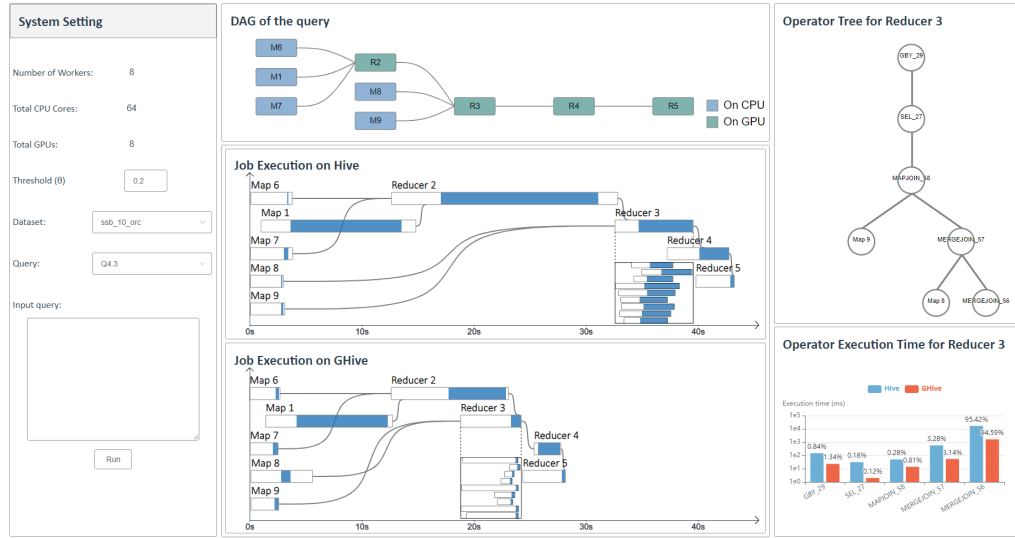 System Setting
Number of Workers: 8
Total CPU Cores: 64
Total GPUs: 8
Threshold (θ) 0.2
Dataset: ssb_10_orc
Query: Q4.3
Input query:
Run
DAG of the query
M6
M1
M7
R2
M8
M9
R3
R4
R5
On CPU
On GPU
Job Execution on Hive
Map 6
Reducer 2
Map 1
Reducer 3
Map 7
Reducer 4
Map 8
Reducer 5
Map 9
0s 10s 20s 30s 40s
Job Execution on GHive
Map 6
Reducer 2
Map 1
Reducer 3
Map 7
Reducer 4
Map 8
Reducer 5
Map 9
0s 10s 20s 30s 40s
Operator Tree for Reducer 3
GBY_29
SEL_27
MAPJOIN_58
Map 9
MERGEJOIN_57
Map 8
MERGEJOIN_56
Operator Execution Time for Reducer 3
Hive GHive
Execution time (ms)
1e5
1e4
1e3
1e2
1e1
1e0
0.84%
1.34%
0.18%
0.12%
0.28%
0.81%
3.28%
3.14%
95.42%
94.59%
GBY_29
SEL_27
MAPJOIN_58
MERGEJOIN_57
MERGEJOIN_56